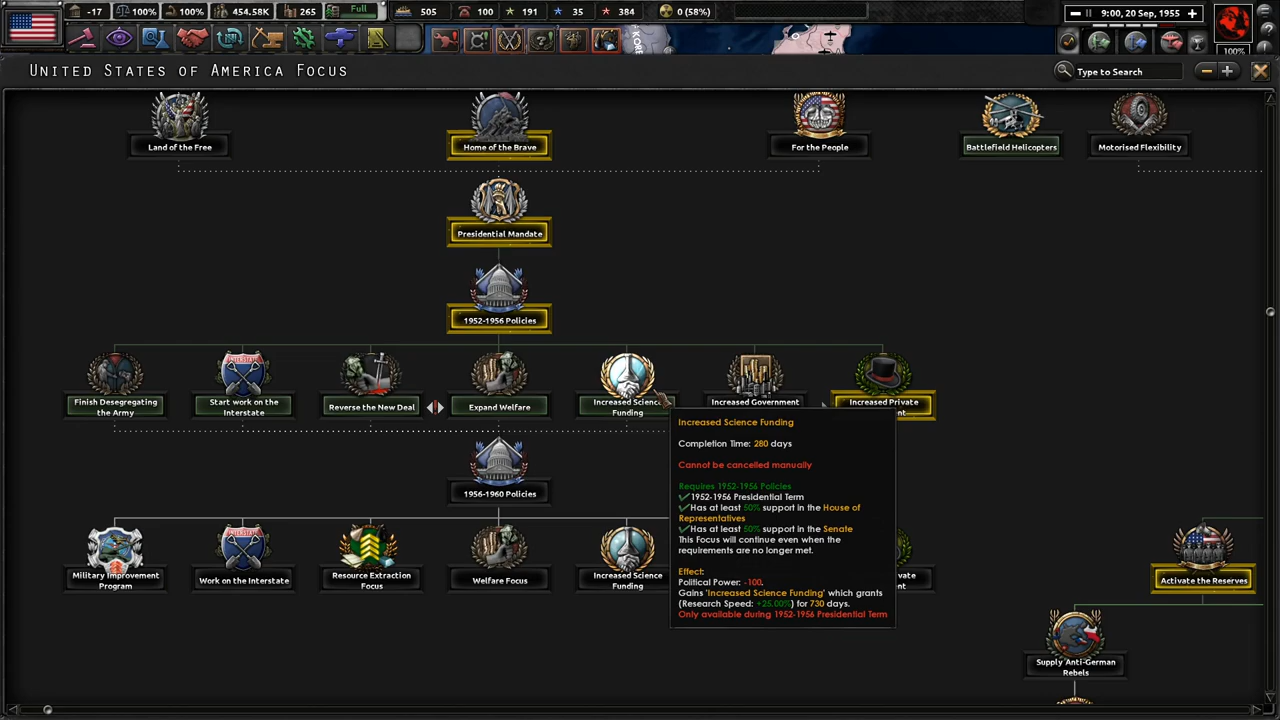 -17 100% 100% 454.58K 265 Full 505 100 191 35 384 0 (58%)
9:00, 20 Sep, 1955
100%
United States of America Focus
Type to Search
Land of the Free
Home of the Brave
For the People
Battlefield Helicopters
Motorised Flexibility
Presidential Mandate
1952-1956 Policies
Finish Desegregating
the Army
Start work on the
Interstate
Reverse the New Deal
Expand Welfare
Increased Science
Funding
Increased Government
Increased Private
Increased Science Funding
Completion Time: 280 days
Cannot be cancelled manually
Requires 1952-1956 Policies
1952-1956 Presidential Term
Has at least 50% support in the House of
Representatives
Has at least 50% support in the Senate
This Focus will continue even when the
requirements are no longer met.
Effect:
Political Power: -100.
Gains 'Increased Science Funding' which grants
(Research Speed: +25.00%) for 730 days.
Only available during 1952-1956 Presidential Term
1956-1960 Policies
Military Improvement
Program
Work on the Interstate
Resource Extraction
Focus
Welfare Focus
Increased Science
Funding
Activate the Reserves
Supply Anti-German
Rebels